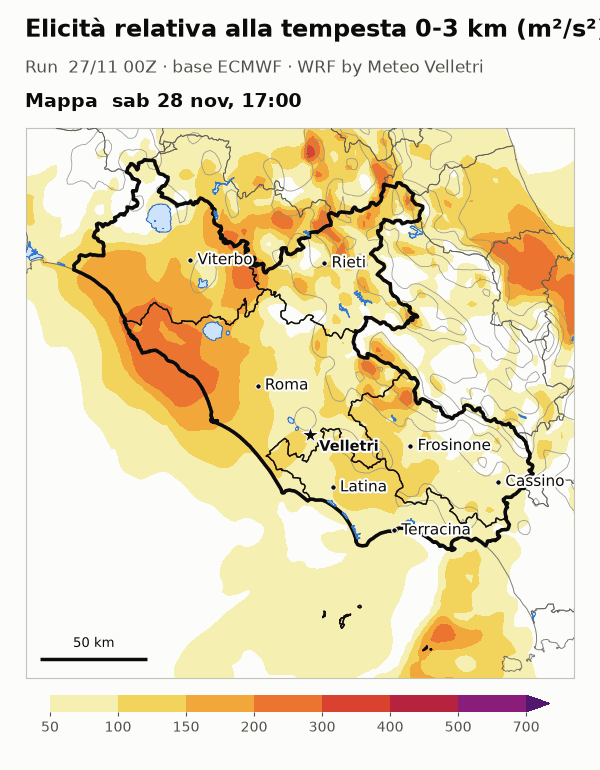 Elicità relativa alla tempesta 0-3 km (m²/s²)
Run  27/11 00Z · base ECMWF · WRF by Meteo Velletri
Mappa  sab 28 nov, 17:00
Viterbo
Rieti
Roma
Velletri
Frosinone
Cassino
Latina
Terracina
50 km
50 100 150 200 300 400 500 700